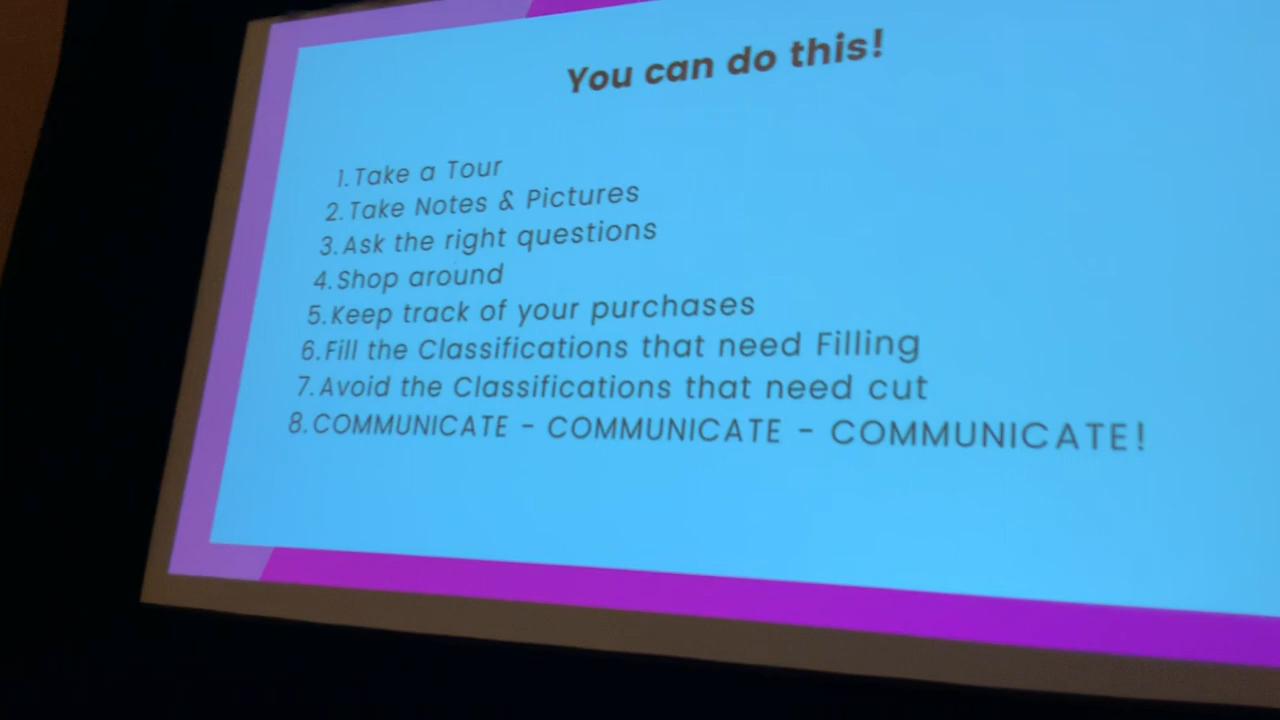 You can do this!
1. Take a Tour
2. Take Notes & Pictures
3. Ask the right questions
4. Shop around
5. Keep track of your purchases
6. Fill the Classifications that need Filling
7. Avoid the Classifications that need cut
8. COMMUNICATE - COMMUNICATE - COMMUNICATE!